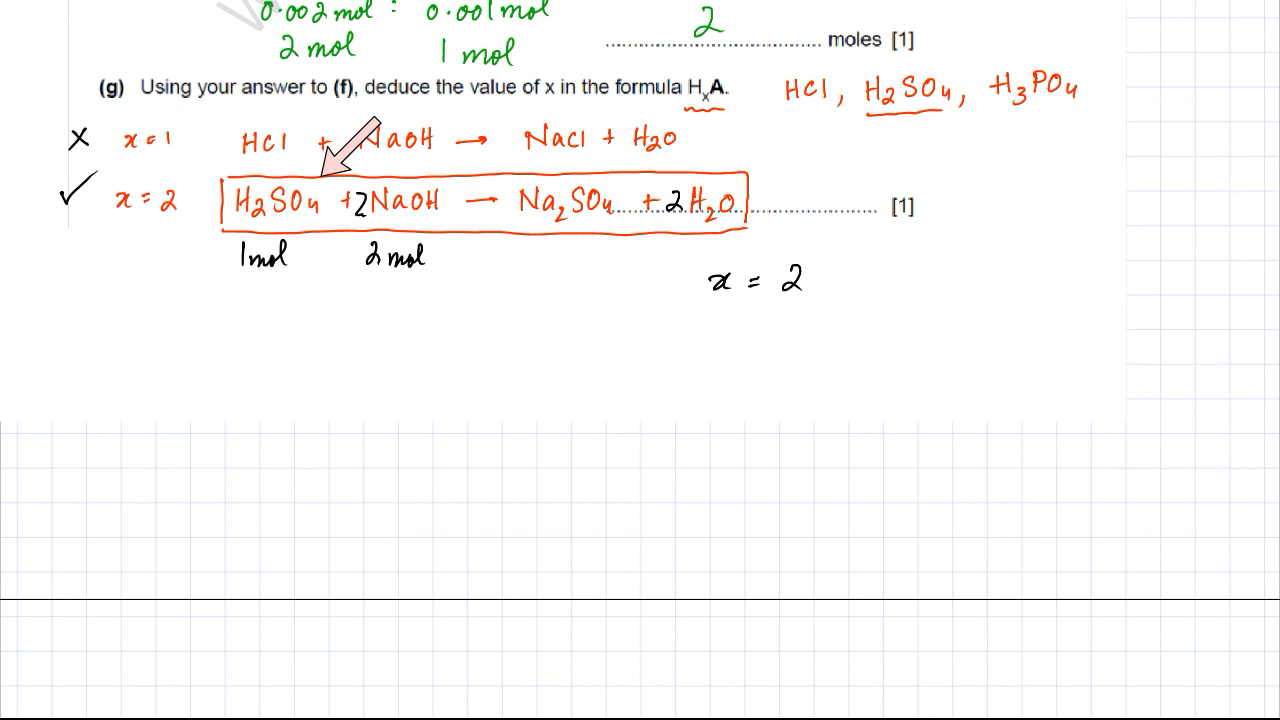 0.002 mol : 0.001 mol
2 mol 1 mol 2 ........................................ moles [1]
(g) Using your answer to (f), deduce the value of x in the formula HₓA. HCl, H2SO4, H3PO4
x x = 1 HCl + NaOH → NaCl + H2O
✓ x = 2 H2SO4 + 2NaOH → Na2SO4 + 2H2O ........................................ [1]
1mol 2 mol
x = 2